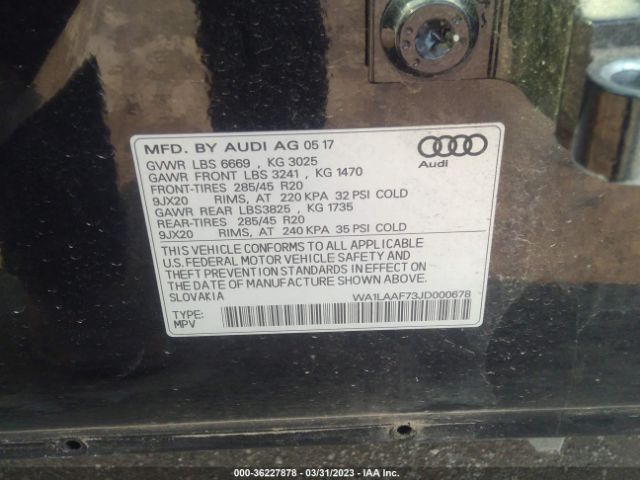 MFD. BY AUDI AG 05 17
GVWR LBS 6669 , KG 3025
GAWR FRONT LBS 3241 , KG 1470
FRONT-TIRES 285/45 R20
9JX20 RIMS, AT 220 KPA 32 PSI COLD
GAWR REAR LBS3825 , KG 1735
REAR-TIRES 285/45 R20
9JX20 RIMS, AT 240 KPA 35 PSI COLD
Audi
THIS VEHICLE CONFORMS TO ALL APPLICABLE
U.S. FEDERAL MOTOR VEHICLE SAFETY AND
THEFT PREVENTION STANDARDS IN EFFECT ON
THE DATE OF MANUFACTURE SHOWN ABOVE.
SLOVAKIA WA1LAAF73JD000678
TYPE:
MPV
000-36227878 - 03/31/2023 - IAA Inc.